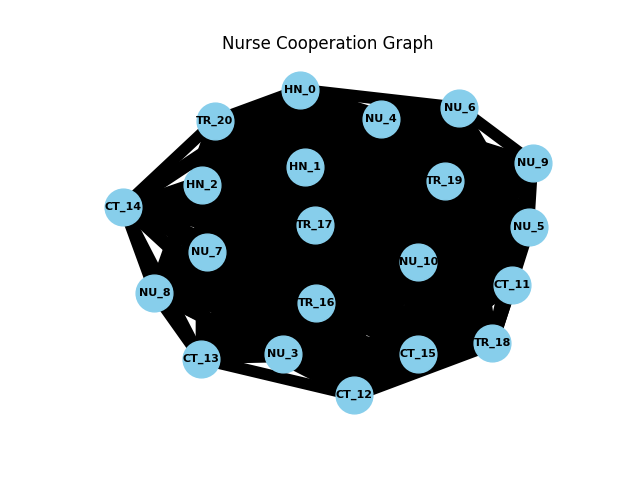 Nurse Cooperation Graph
HN_0
NU_6
NU_4
TR_20
NU_9
HN_1
TR_19
HN_2
CT_14
TR_17
NU_5
NU_7
NU_10
CT_11
NU_8
TR_16
TR_18
NU_3
CT_15
CT_13
CT_12